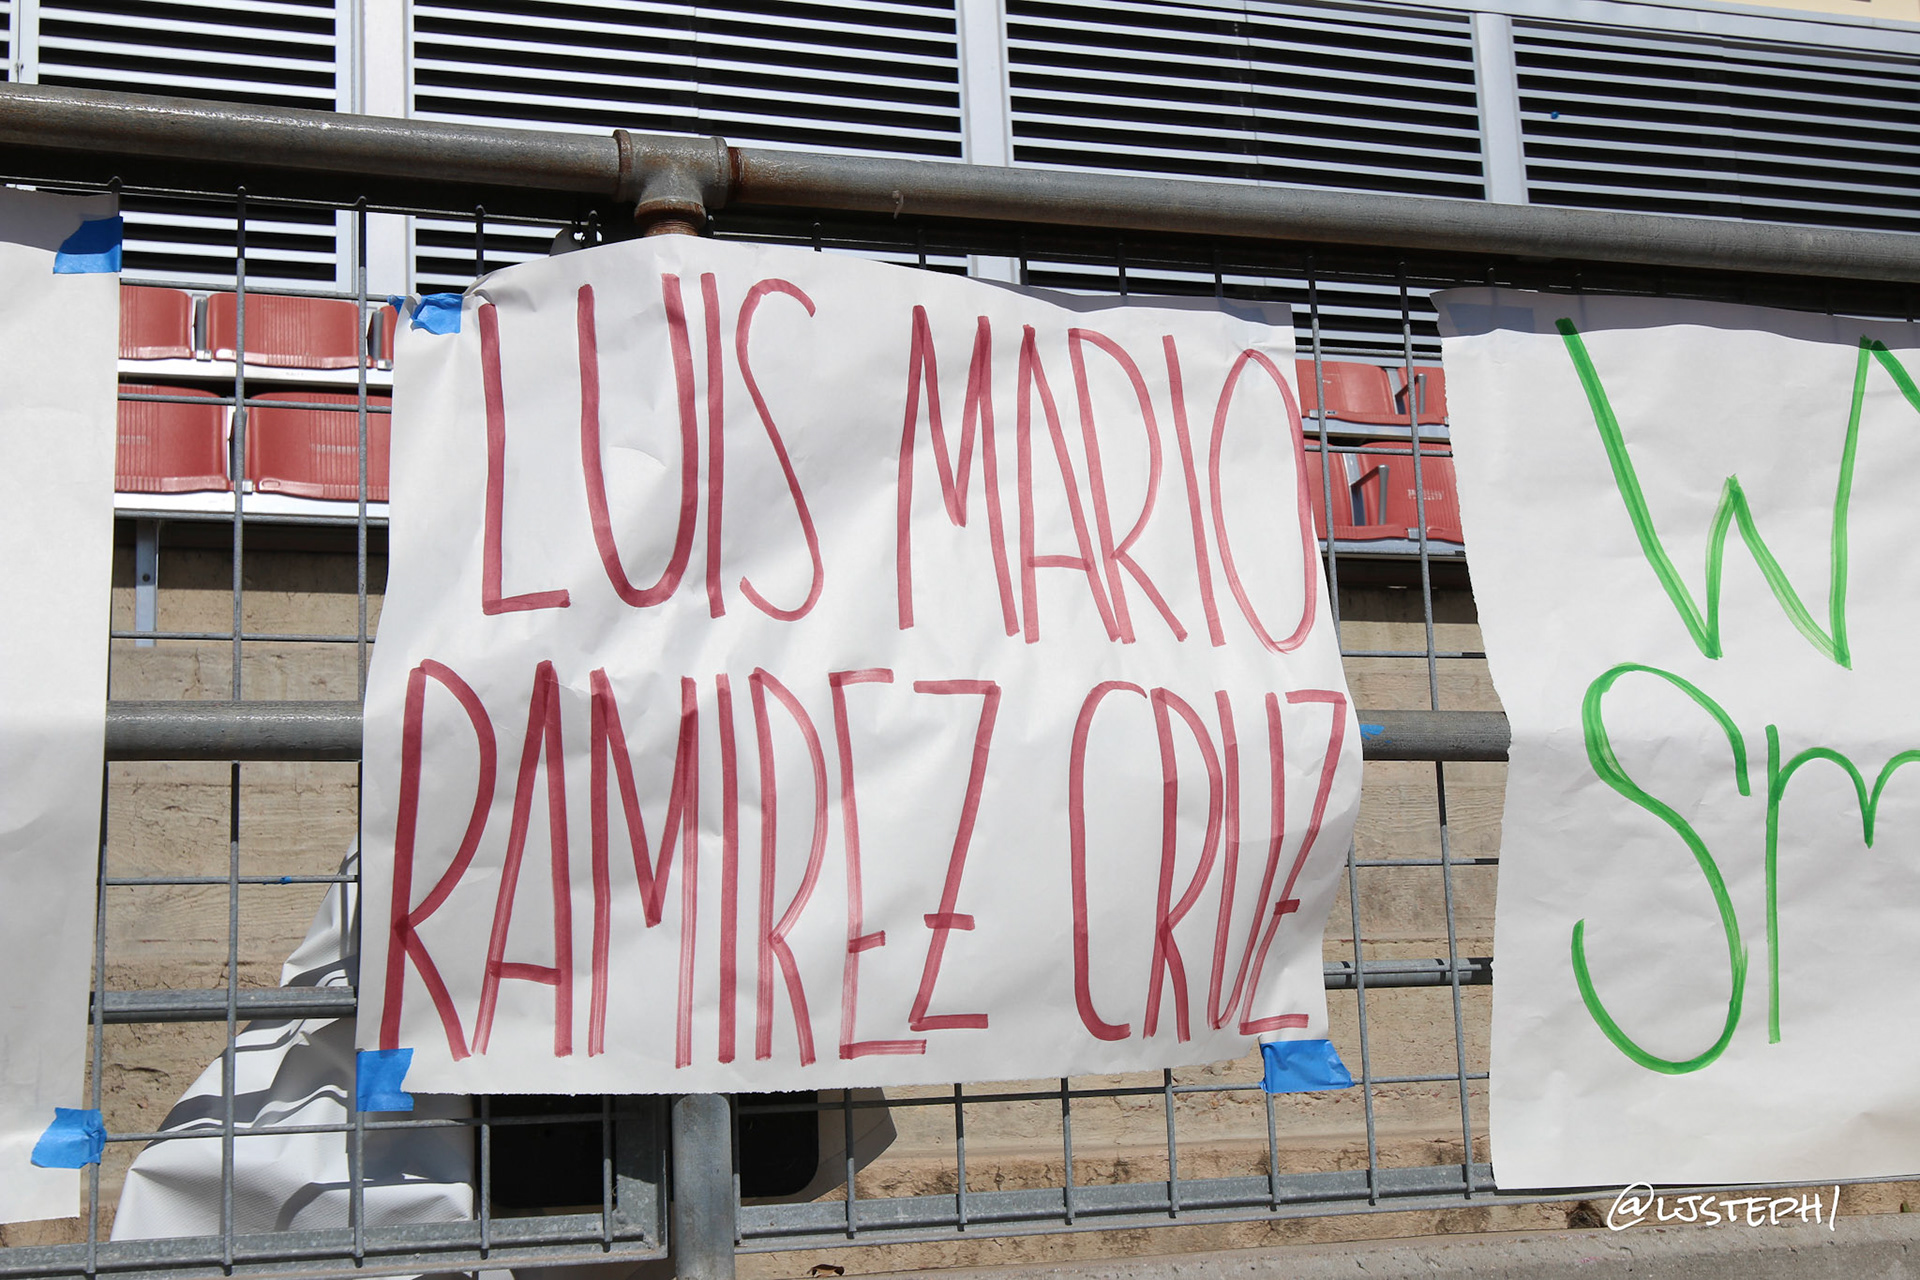 LUIS MARIO
RAMIREZ CRUZ
@LJSTEPH1